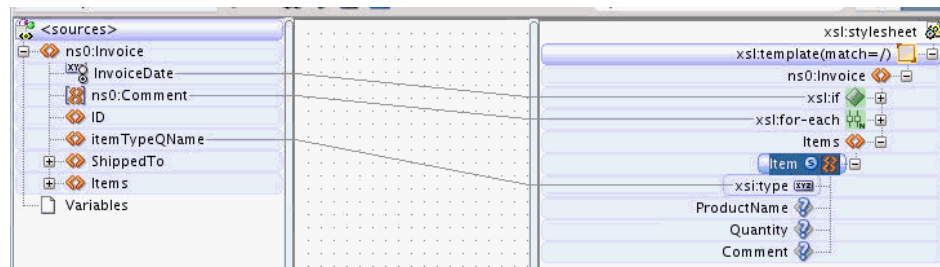 <sources>
ns0:Invoice
InvoiceDate
ns0:Comment
ID
itemTypeQName
ShippedTo
Items
Variables
xsl:stylesheet
xsl:template(match=/)
ns0:Invoice
xsl:if
xsl:for-each
Items
Item
xsi:type
ProductName
Quantity
Comment